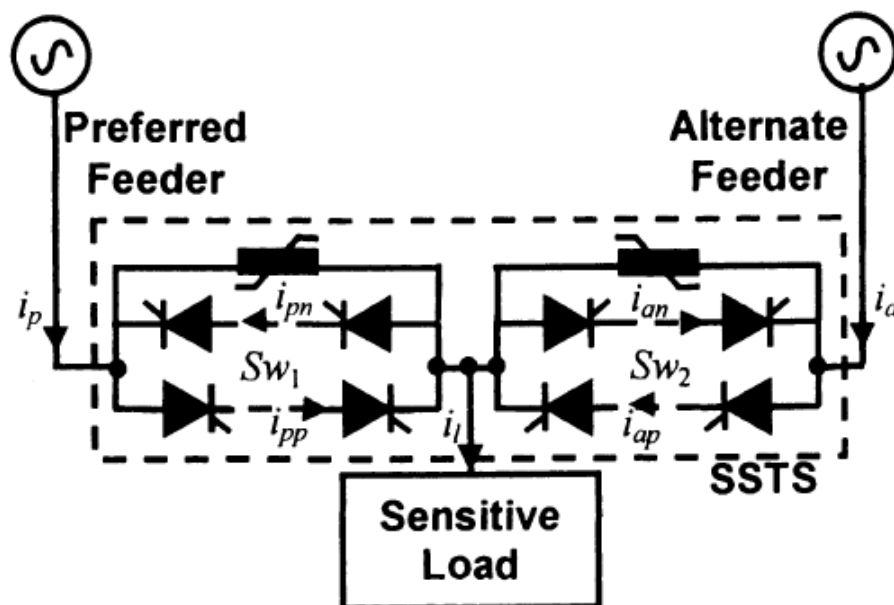 Preferred
Feeder
Alternate
Feeder
i_p
i_pn
i_an
Sw_1
Sw_2
i_pp
i_l
i_ap
SSTS
Sensitive
Load